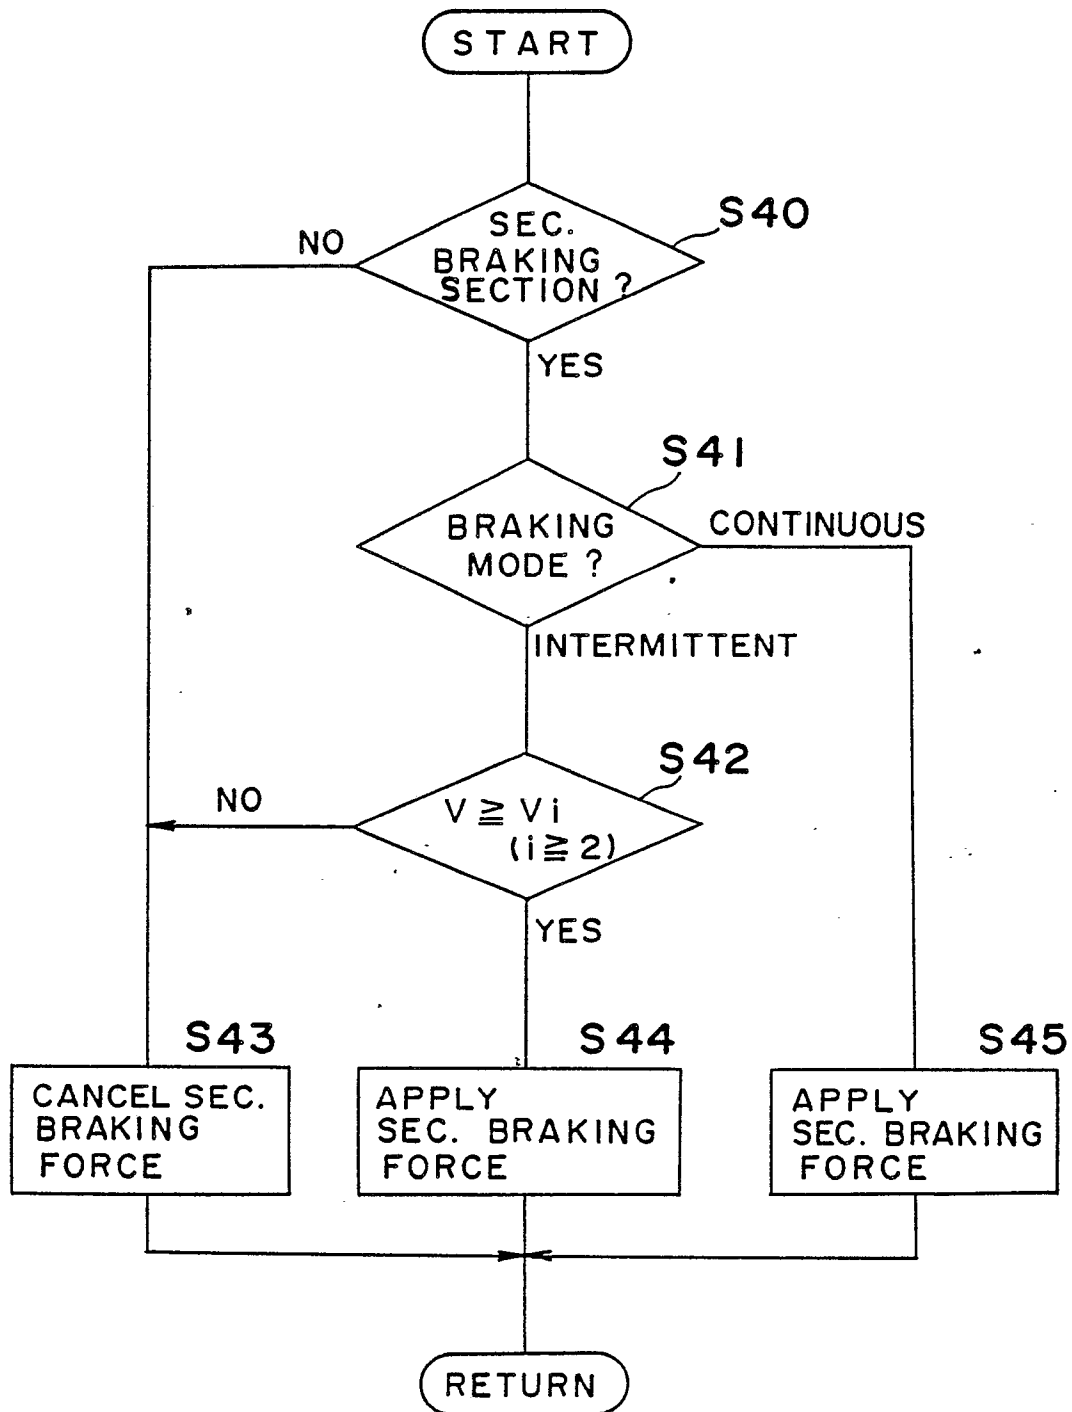 START
S40
SEC.
BRAKING
SECTION ?
NO
YES
S41
BRAKING
MODE ?
CONTINUOUS
INTERMITTENT
S42
V ≧ Vi
(i ≧ 2)
NO
YES
S43
CANCEL SEC.
BRAKING
FORCE
S44
APPLY
SEC. BRAKING
FORCE
S45
APPLY
SEC. BRAKING
FORCE
RETURN